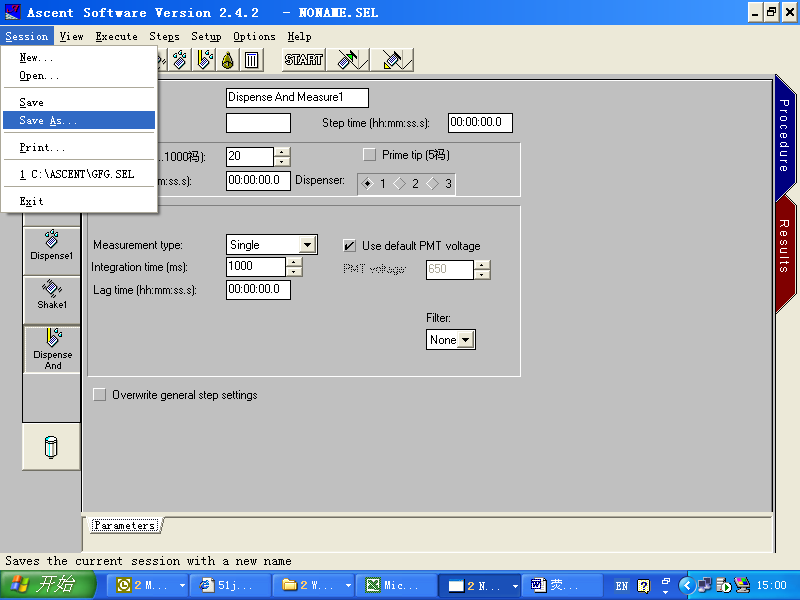 Ascent Software Version 2.4.2 - NONAME.SEL
Session View Execute Steps Setup Options Help
New...
Open...
Save
Save As...
Print...
1 C:\ASCENT\GFG.SEL
Exit
START
Dispense And Measure1
Step time (hh:mm:ss.s): 00:00:00.0
..1000祃): 20 Prime tip (5祃)
m:ss.s): 00:00:00.0 Dispenser: 1 2 3
Measurement type: Single Use default PMT voltage
Integration time (ms): 1000 PMT voltage: 650
Lag time (hh:mm:ss.s): 00:00:00.0
Filter:
None
Overwrite general step settings
Dispense1
Shake1
Dispense
And
Procedure
Results
Parameters
Saves the current session with a new name
开始 2 M... 51j... 2 W... Mic... 2 N... 荧... EN 15:00